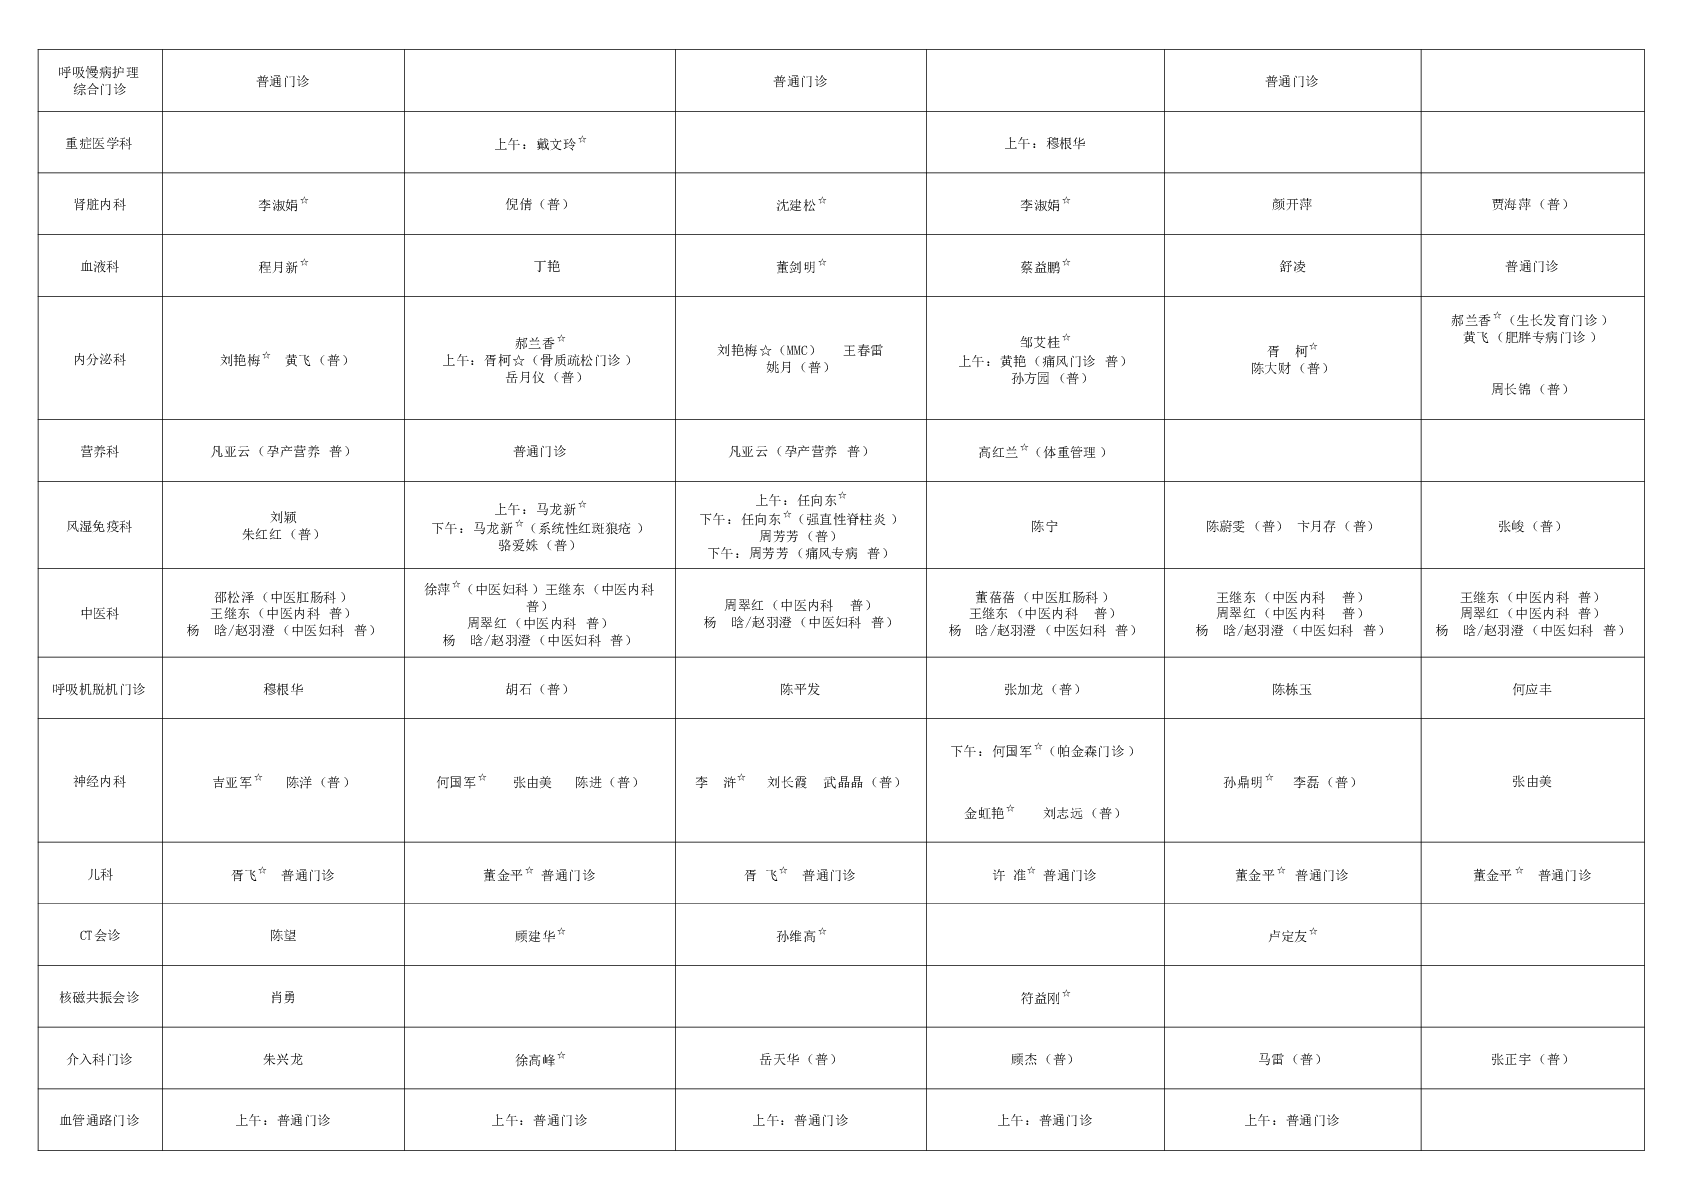 呼吸慢病护理
综合门诊
普通门诊
普通门诊
普通门诊
重症医学科
上午：戴文玲☆
上午：穆根华
肾脏内科
李淑娟☆
倪倩（普）
沈建松☆
李淑娟☆
颜开萍
贾海萍（普）
血液科
程月新☆
丁艳
董剑明☆
蔡益鹏☆
舒凌
普通门诊
内分泌科
刘艳梅☆ 黄飞（普）
郝兰香☆
上午：胥柯☆（骨质疏松门诊）
岳月仪（普）
刘艳梅☆（MMC） 王春雷
姚月（普）
邹艾桂☆
上午：黄艳（痛风门诊 普）
孙方园（普）
胥 柯☆
陈大财（普）
郝兰香☆（生长发育门诊）
黄飞（肥胖专病门诊）
周长锦（普）
营养科
凡亚云（孕产营养 普）
普通门诊
凡亚云（孕产营养 普）
高红兰☆（体重管理）
风湿免疫科
刘颖
朱红红（普）
上午：马龙新☆
下午：马龙新☆（系统性红斑狼疮）
骆爱姝（普）
上午：任向东☆
下午：任向东☆（强直性脊柱炎）
周芳芳（普）
下午：周芳芳（痛风专病 普）
陈宁
陈蔚雯（普） 卞月存（普）
张峻（普）
中医科
邵松泽（中医肛肠科）
王继东（中医内科 普）
杨 晗/赵羽澄（中医妇科 普）
徐萍☆（中医妇科）王继东（中医内科
普）
周翠红（中医内科 普）
杨 晗/赵羽澄（中医妇科 普）
周翠红（中医内科 普）
杨 晗/赵羽澄（中医妇科 普）
董蓓蓓（中医肛肠科）
王继东（中医内科 普）
杨 晗/赵羽澄（中医妇科 普）
王继东（中医内科 普）
周翠红（中医内科 普）
杨 晗/赵羽澄（中医妇科 普）
王继东（中医内科 普）
周翠红（中医内科 普）
杨 晗/赵羽澄（中医妇科 普）
呼吸机脱机门诊
穆根华
胡石（普）
陈平发
张加龙（普）
陈栋玉
何应丰
神经内科
吉亚军☆ 陈洋（普）
何国军☆ 张由美 陈进（普）
李 浒☆ 刘长霞 武晶晶（普）
下午：何国军☆（帕金森门诊）
金虹艳☆ 刘志远（普）
孙鼎明☆ 李磊（普）
张由美
儿科
胥飞☆ 普通门诊
董金平☆ 普通门诊
胥 飞☆ 普通门诊
许 准☆ 普通门诊
董金平☆ 普通门诊
董金平☆ 普通门诊
CT会诊
陈望
顾建华☆
孙维高☆
卢定友☆
核磁共振会诊
肖勇
符益刚☆
介入科门诊
朱兴龙
徐高峰☆
岳天华（普）
顾杰（普）
马雷（普）
张正宇（普）
血管通路门诊
上午：普通门诊
上午：普通门诊
上午：普通门诊
上午：普通门诊
上午：普通门诊